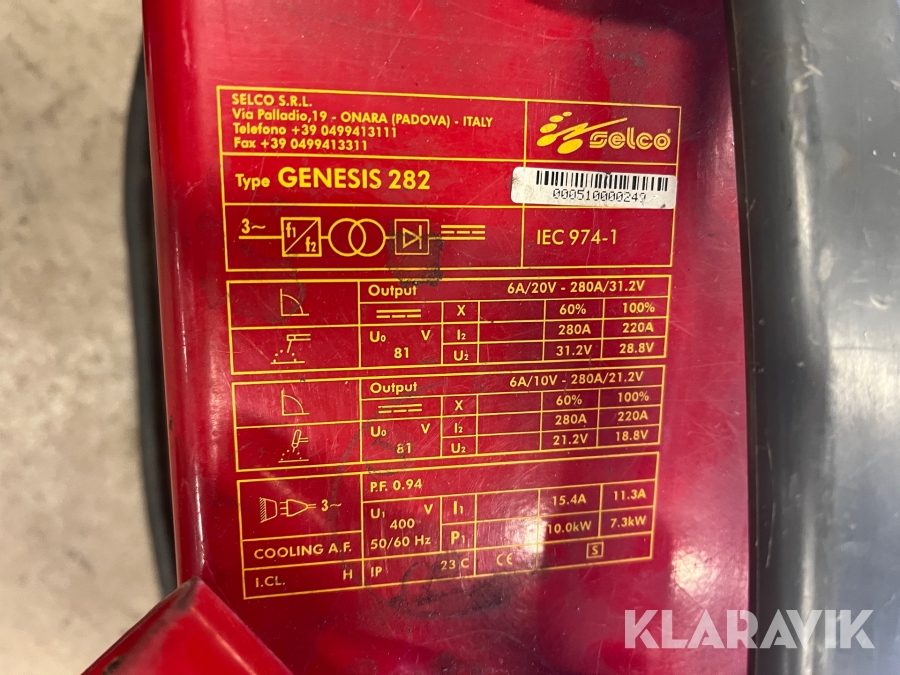 SELCO S.R.L.
Via Palladio,19 - ONARA (PADOVA) - ITALY
Telefono +39 0499413111
Fax +39 0499413311
selco
Type GENESIS 282
000510000249
3~ f1 f2
IEC 974-1
Output 6A/20V - 280A/31.2V
X 60% 100%
U0 V I2 280A 220A
81 U2 31.2V 28.8V
Output 6A/10V - 280A/21.2V
X 60% 100%
U0 V I2 280A 220A
81 U2 21.2V 18.8V
P.F. 0.94
3~ U1 V I1 15.4A 11.3A
400 P1 10.0kW 7.3kW
50/60 Hz
COOLING A.F.
I.CL. H IP 23 C CE S
KLARAVIK